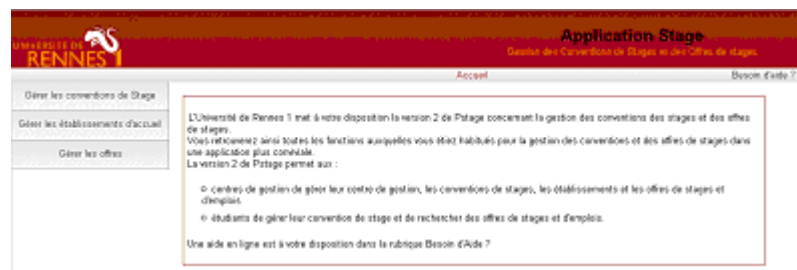 UNIVERSITE DE
RENNES 1
Application Stage
Gestion des Conventions de Stages et des Offres de stages.
Accueil
Besoin d'aide ?
Gérer les conventions de Stage
Gérer les établissements d'accueil
Gérer les offres
L'Université de Rennes 1 met à votre disposition la version 2 de Pstage concernant la gestion des conventions des stages et des offres
de stages.
Vous retrouverez ainsi toutes les fonctions auxquelles vous étiez habitués pour la gestion des conventions et des offres de stages dans
une application plus conviviale.
La version 2 de Pstage permet aux :
centres de gestion de gérer leur centre de gestion, les conventions de stages, les établissements et les offres de stages et
d'emplois.
étudiants de gérer leur convention de stage et de rechercher des offres de stages et d'emplois.
Une aide en ligne est à votre disposition dans la rubrique Besoin d'Aide ?